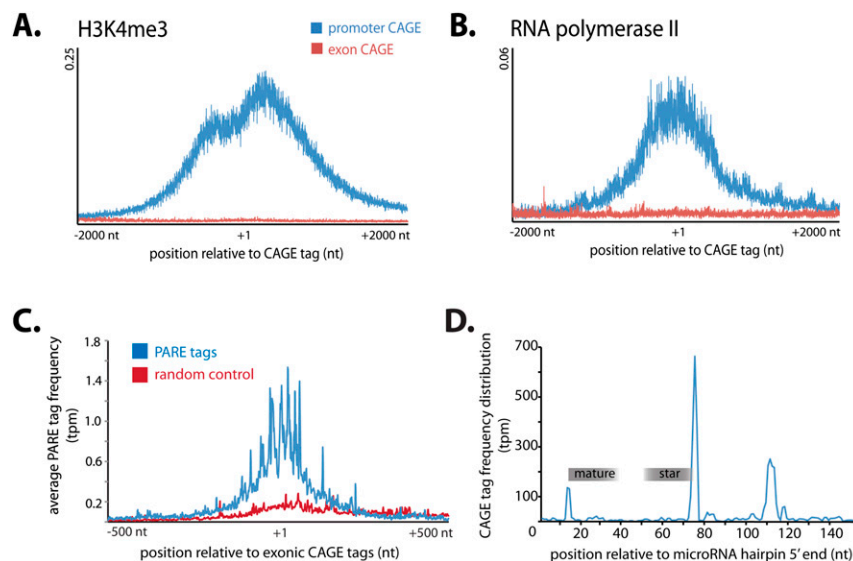 A.
H3K4me3
promoter CAGE
exon CAGE
0.25
-2000 nt
+1
+2000 nt
position relative to CAGE tag (nt)
B.
RNA polymerase II
0.06
-2000 nt
+1
+2000 nt
position relative to CAGE tag (nt)
C.
PARE tags
random control
average PARE tag frequency
(tpm)
1.8
1.4
1.0
0.6
0.2
-500 nt
+1
+500 nt
position relative to exonic CAGE tags (nt)
D.
CAGE tag frequency distribution
(tpm)
700
500
300
100
mature
star
0
20
40
60
80
100
120
140
position relative to microRNA hairpin 5' end (nt)